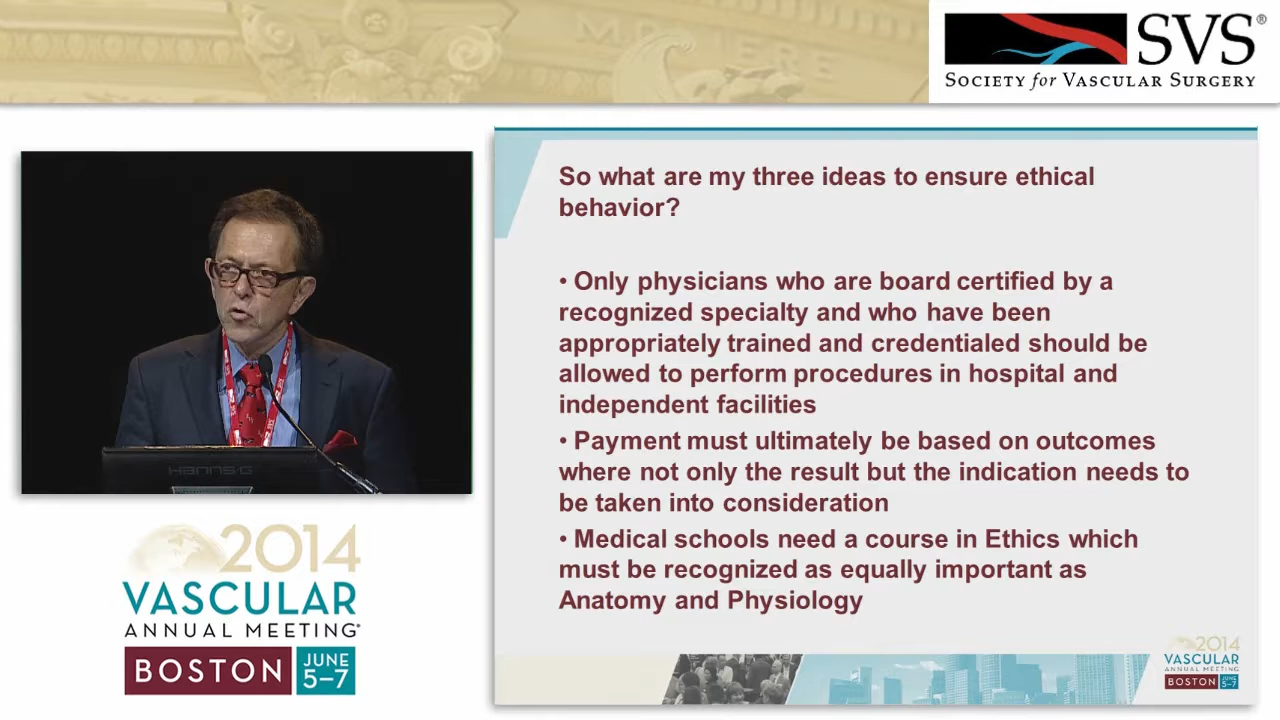 MOLIERE
SVS®
SOCIETY for VASCULAR SURGERY
So what are my three ideas to ensure ethical
behavior?
• Only physicians who are board certified by a
recognized specialty and who have been
appropriately trained and credentialed should be
allowed to perform procedures in hospital and
independent facilities
• Payment must ultimately be based on outcomes
where not only the result but the indication needs to
be taken into consideration
• Medical schools need a course in Ethics which
must be recognized as equally important as
Anatomy and Physiology
HANNS-G
2014
VASCULAR
ANNUAL MEETING®
BOSTON JUNE
5–7
2014
VASCULAR
ANNUAL MEETING
BOSTON JUNE
5–7